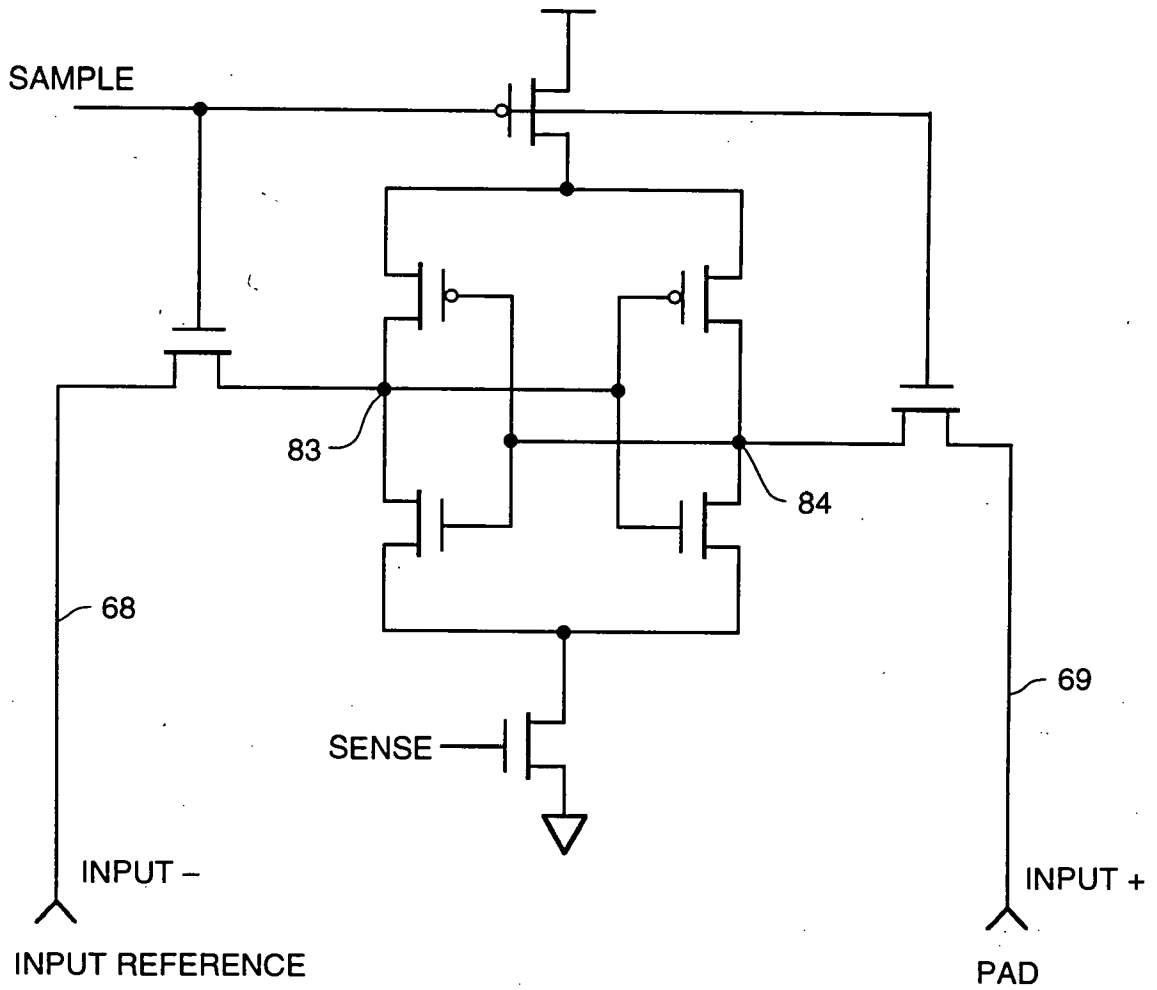 SAMPLE
83
84
68
69
SENSE
INPUT –
INPUT +
INPUT REFERENCE
PAD